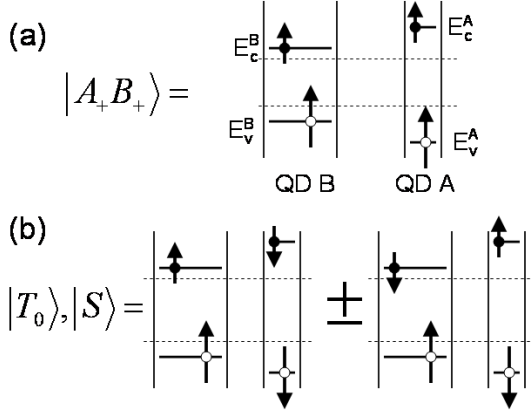 (a)
|A₊B₊⟩ =
E_c^B
E_c^A
E_v^B
E_v^A
QD B QD A
(b)
|T₀⟩,|S⟩ = ±